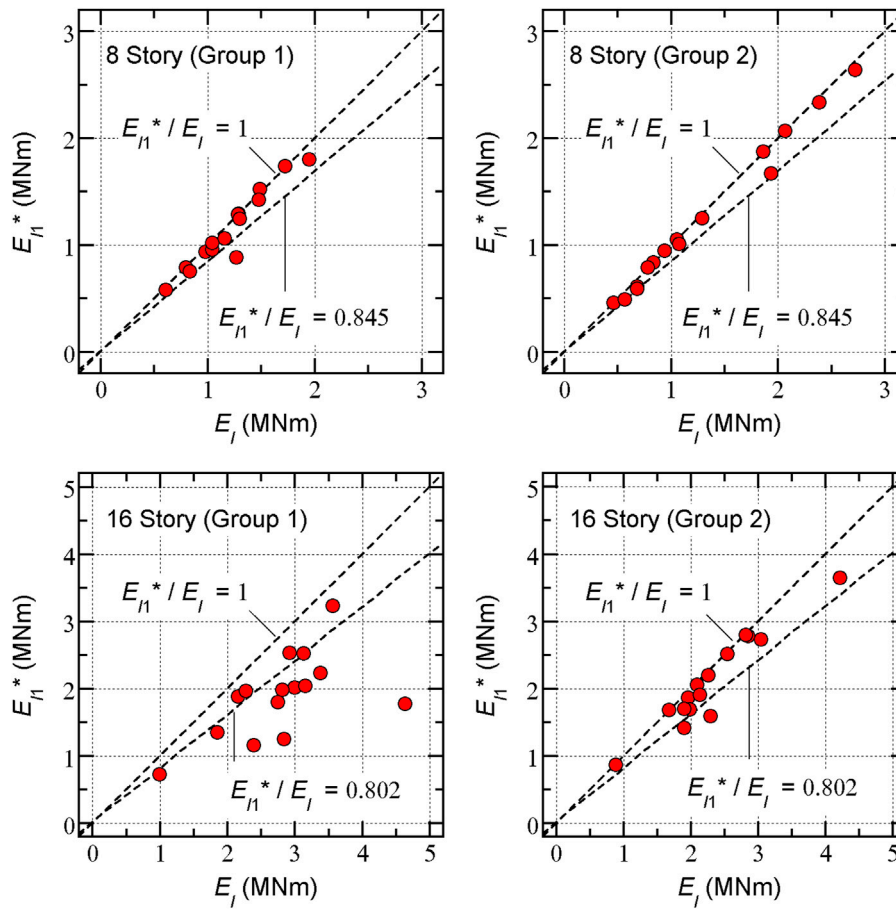 8 Story (Group 1)
E_I1* / E_I = 1
E_I1* / E_I = 0.845
E_I1* (MNm)
3
2
1
0
0 1 2 3
E_I (MNm)
8 Story (Group 2)
E_I1* / E_I = 1
E_I1* / E_I = 0.845
E_I1* (MNm)
3
2
1
0
0 1 2 3
E_I (MNm)
16 Story (Group 1)
E_I1* / E_I = 1
E_I1* / E_I = 0.802
E_I1* (MNm)
5
4
3
2
1
0
0 1 2 3 4 5
E_I (MNm)
16 Story (Group 2)
E_I1* / E_I = 1
E_I1* / E_I = 0.802
E_I1* (MNm)
5
4
3
2
1
0
0 1 2 3 4 5
E_I (MNm)